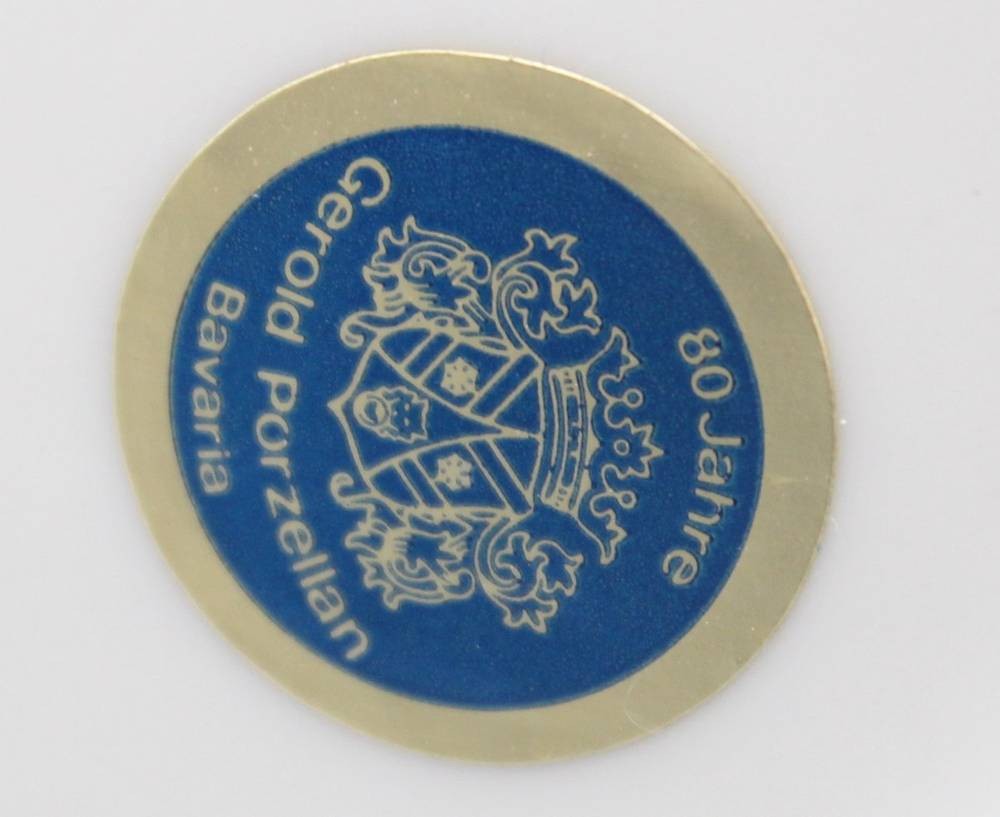 80 Jahre
Gerold Porzellan
Bavaria